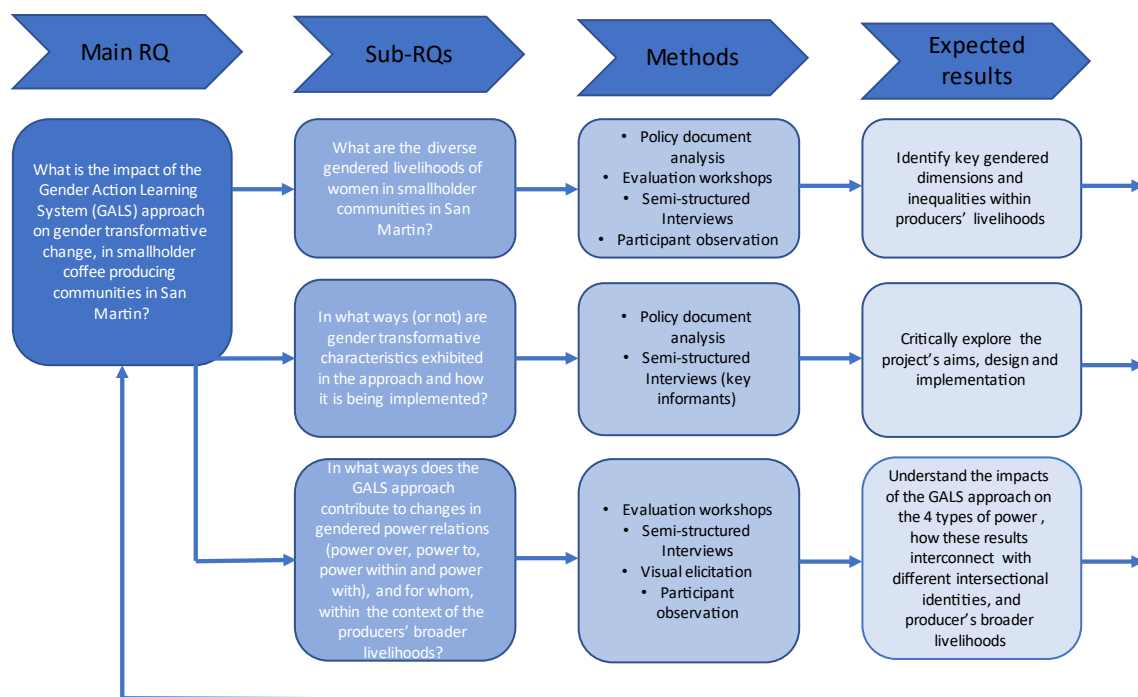 Main RQ
Sub-RQs
Methods
Expected
results
What is the impact of the
Gender Action Learning
System (GALS) approach
on gender transformative
change, in smallholder
coffee producing
communities in San
Martin?
What are the diverse
gendered livelihoods of
women in smallholder
communities in San
Martin?
• Policy document
analysis
• Evaluation workshops
• Semi-structured
Interviews
• Participant observation
Identify key gendered
dimensions and
inequalities within
producers' livelihoods
In what ways (or not) are
gender transformative
characteristics exhibited
in the approach and how
it is being implemented?
• Policy document
analysis
• Semi-structured
Interviews (key
informants)
Critically explore the
project's aims, design and
implementation
In what ways does the
GALS approach
contribute to changes in
gendered power relations
(power over, power to,
power within and power
with), and for whom,
within the context of the
producers' broader
livelihoods?
• Evaluation workshops
• Semi-structured
Interviews
• Visual elicitation
• Participant
observation
Understand the impacts
of the GALS approach on
the 4 types of power ,
how these results
interconnect with
different intersectional
identities, and
producer's broader
livelihoods